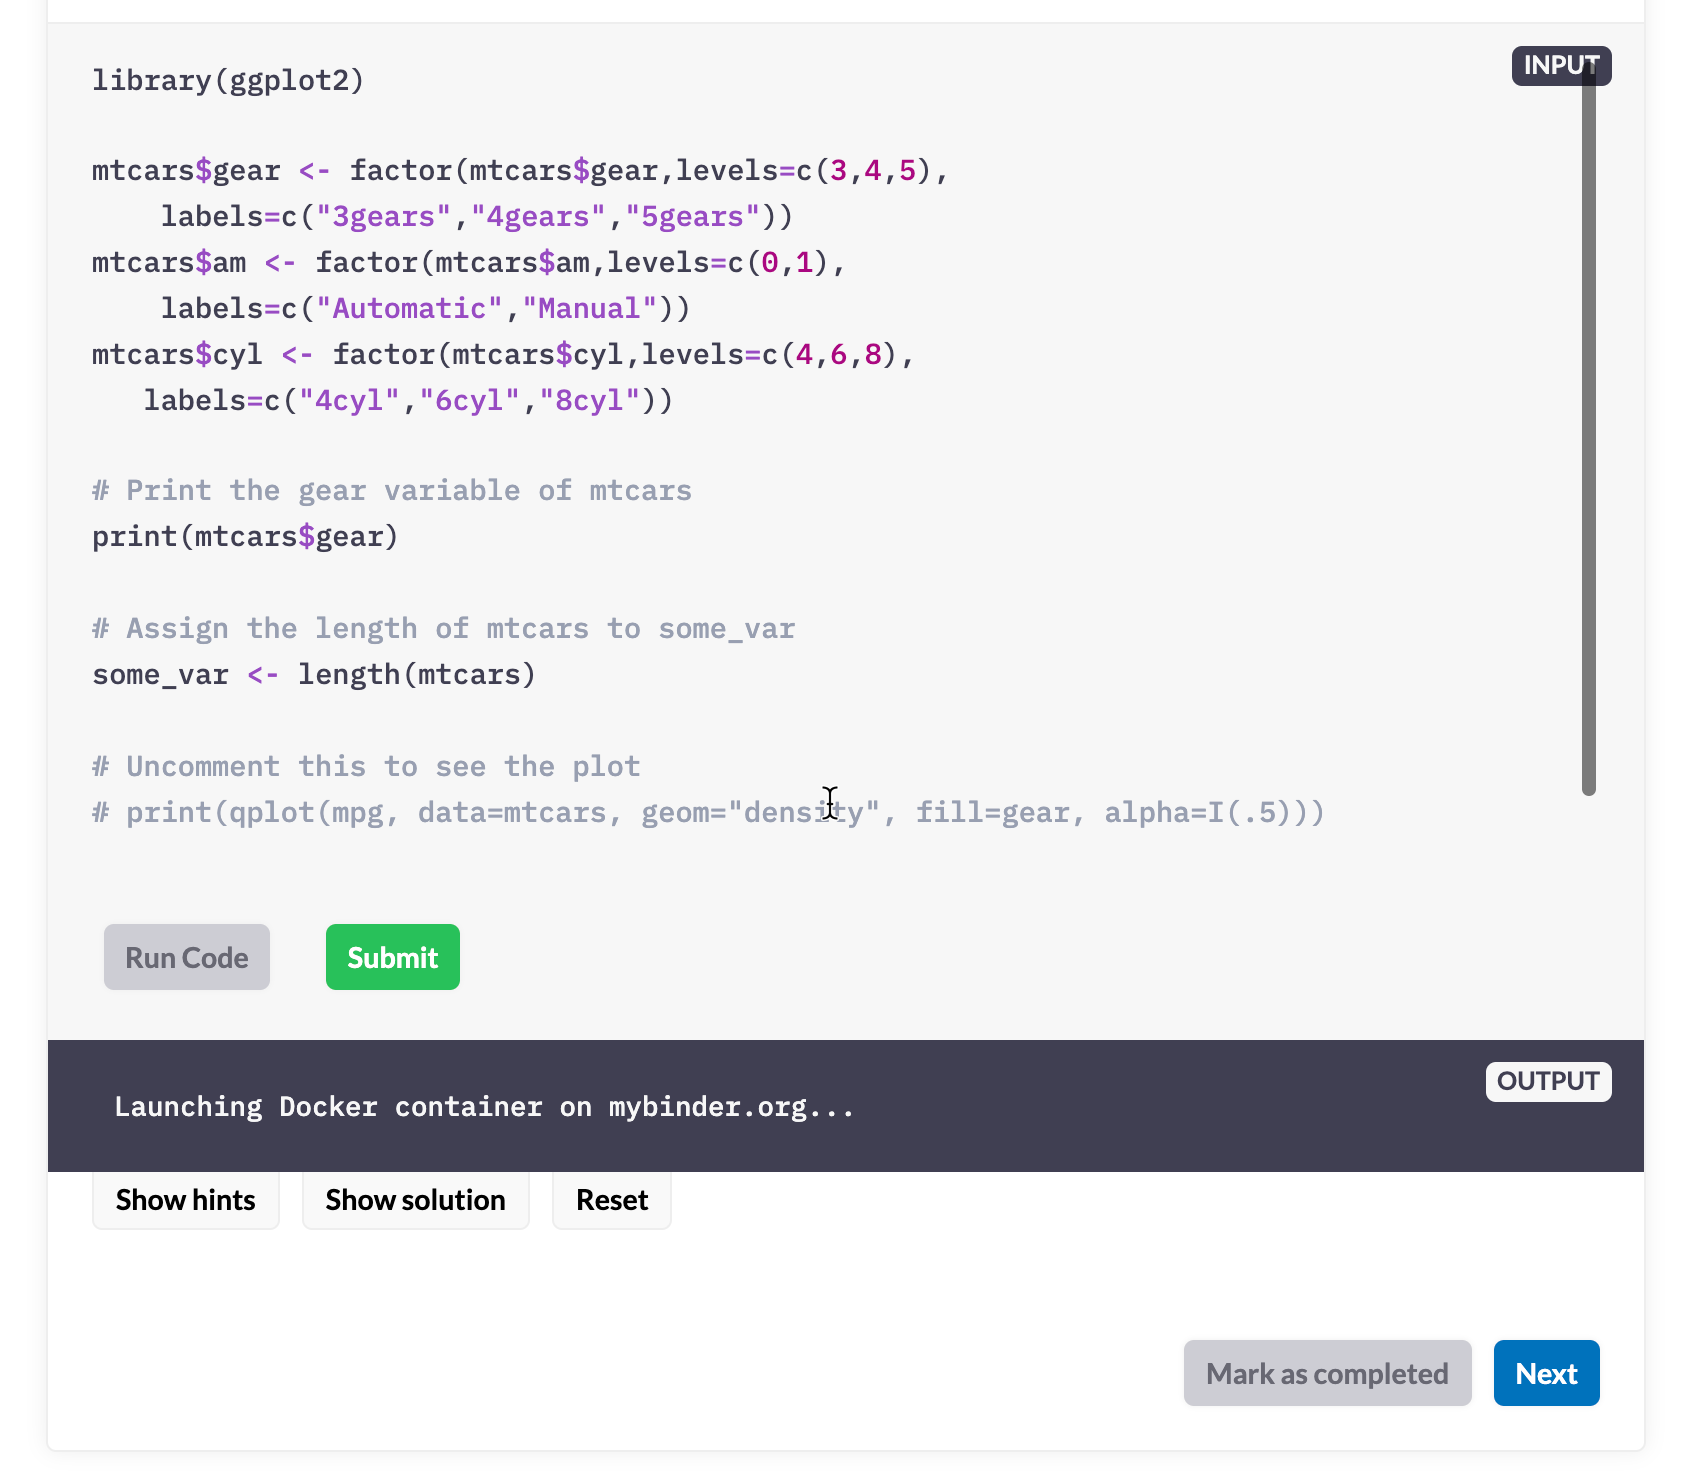 INPUT
library(ggplot2)
mtcars$gear <- factor(mtcars$gear,levels=c(3,4,5),
    labels=c("3gears","4gears","5gears"))
mtcars$am <- factor(mtcars$am,levels=c(0,1),
    labels=c("Automatic","Manual"))
mtcars$cyl <- factor(mtcars$cyl,levels=c(4,6,8),
   labels=c("4cyl","6cyl","8cyl"))
# Print the gear variable of mtcars
print(mtcars$gear)
# Assign the length of mtcars to some_var
some_var <- length(mtcars)
# Uncomment this to see the plot
# print(qplot(mpg, data=mtcars, geom="density", fill=gear, alpha=I(.5)))
Run Code Submit
OUTPUT
Launching Docker container on mybinder.org...
Show hints Show solution Reset
Mark as completed Next